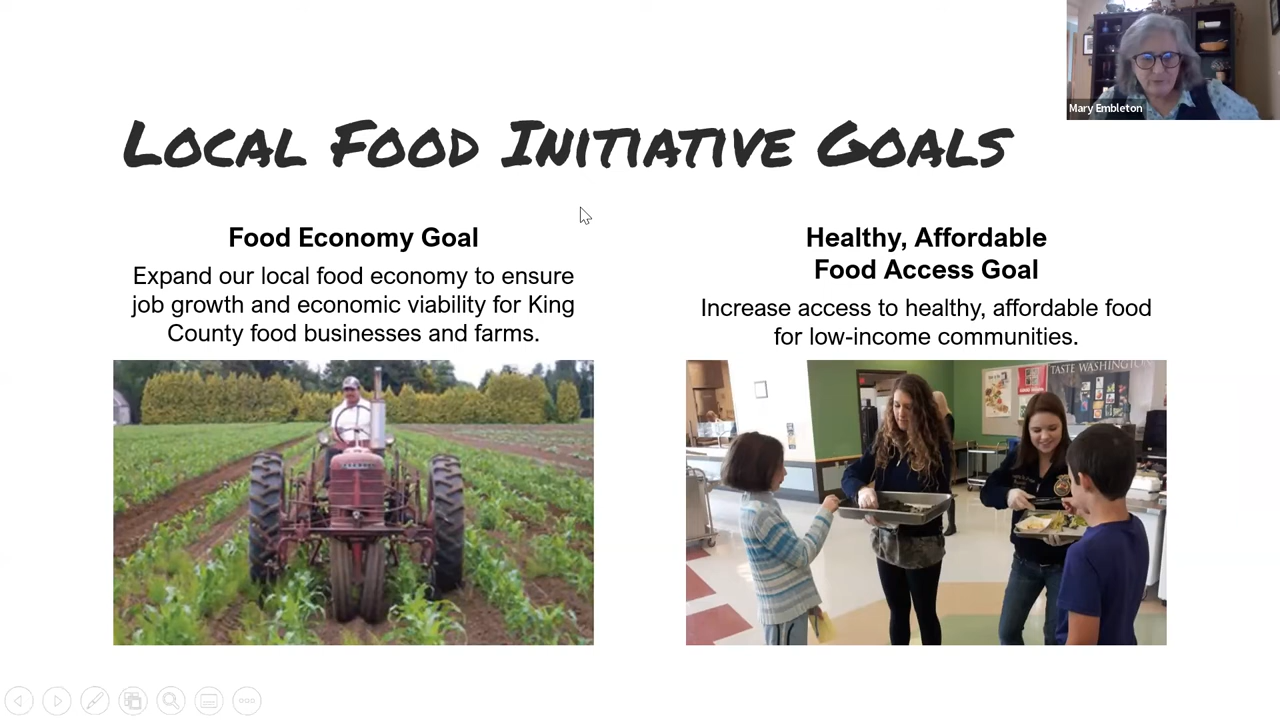 Mary Embleton
LOCAL FOOD INITIATIVE GOALS
Food Economy Goal
Expand our local food economy to ensure
job growth and economic viability for King
County food businesses and farms.
Healthy, Affordable
Food Access Goal
Increase access to healthy, affordable food
for low-income communities.
TASTE WASHINGTON